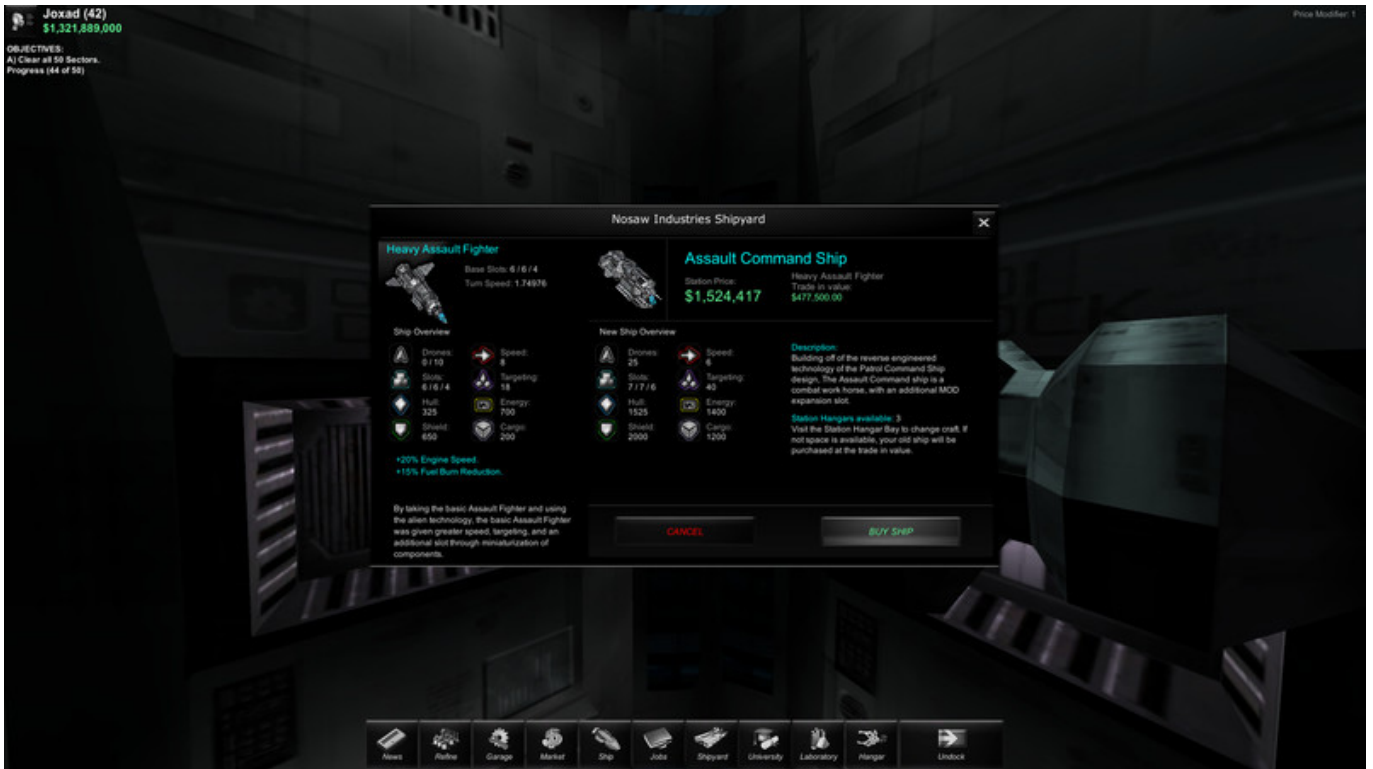 Joxad (42)
$1,321,889,000
Price Modifier: 1
OBJECTIVES:
A) Clear all 50 Sectors.
Progress (44 of 50)
Nosaw Industries Shipyard
Heavy Assault Fighter
Base Slots: 6 / 6 / 4
Turn Speed: 1.74976
Assault Command Ship
Station Price:
$1,524,417
Heavy Assault Fighter
Trade in value:
$477,500.00
Ship Overview
Drones:
0 / 10
Speed:
8
Slots:
6 / 6 / 4
Targeting:
18
Hull:
325
Energy:
700
Shield:
650
Cargo:
200
+20% Engine Speed.
+15% Fuel Burn Reduction.
By taking the basic Assault Fighter and using
the alien technology, the basic Assault Fighter
was given greater speed, targeting, and an
additional slot through miniaturization of
components.
New Ship Overview
Drones:
25
Speed:
6
Slots:
7 / 7 / 6
Targeting:
40
Hull:
1525
Energy:
1400
Shield:
2000
Cargo:
1200
Description:
Building off of the reverse engineered
technology of the Patrol Command Ship
design, The Assault Command ship is a
combat work horse, with an additional MOD
expansion slot.
Station Hangars available: 3
Visit the Station Hangar Bay to change craft. If
not space is available, your old ship will be
purchased at the trade in value.
CANCEL
BUY SHIP
News
Refine
Garage
Market
Ship
Jobs
Shipyard
University
Laboratory
Hangar
Undock